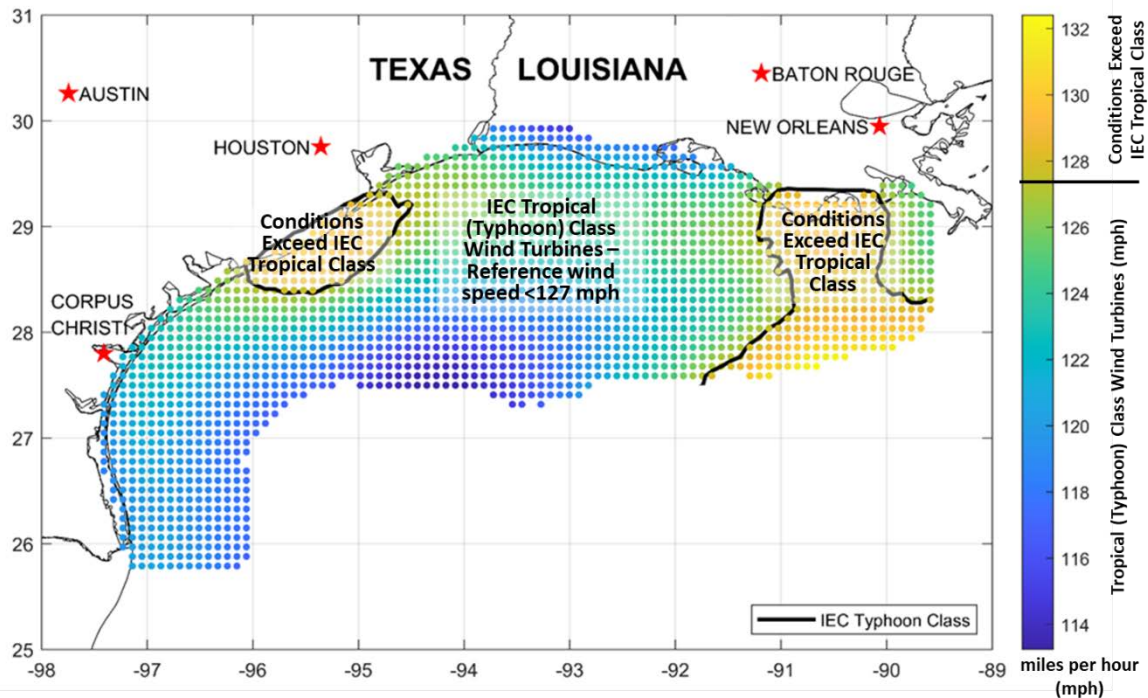 31
30
29
28
27
26
25
-98
-97
-96
-95
-94
-93
-92
-91
-90
-89
TEXAS
LOUISIANA
AUSTIN
HOUSTON
BATON ROUGE
NEW ORLEANS
CORPUS
CHRISTI
Conditions
Exceed IEC
Tropical Class
IEC Tropical
(Typhoon) Class
Wind Turbines –
Reference wind
speed <127 mph
Conditions
Exceed IEC
Tropical
Class
IEC Typhoon Class
132
130
128
126
124
122
120
118
116
114
Conditions Exceed
IEC Tropical Class
Tropical (Typhoon) Class Wind Turbines (mph)
miles per hour
(mph)